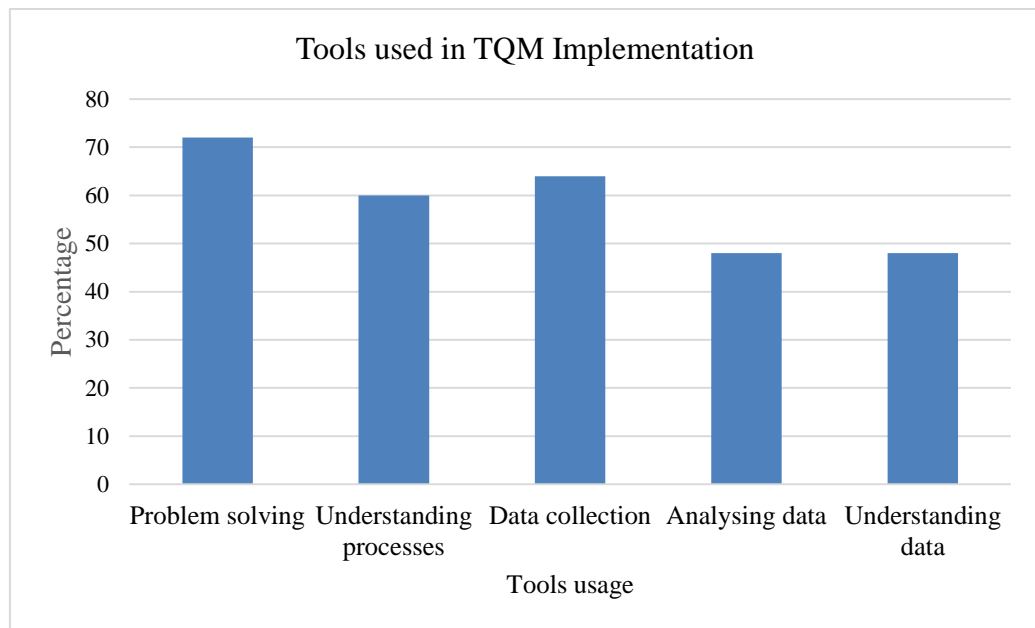 Tools used in TQM Implementation
80
70
60
50
40
30
20
10
0
Percentage
Problem solving
Understanding
processes
Data collection
Analysing data
Understanding
data
Tools usage